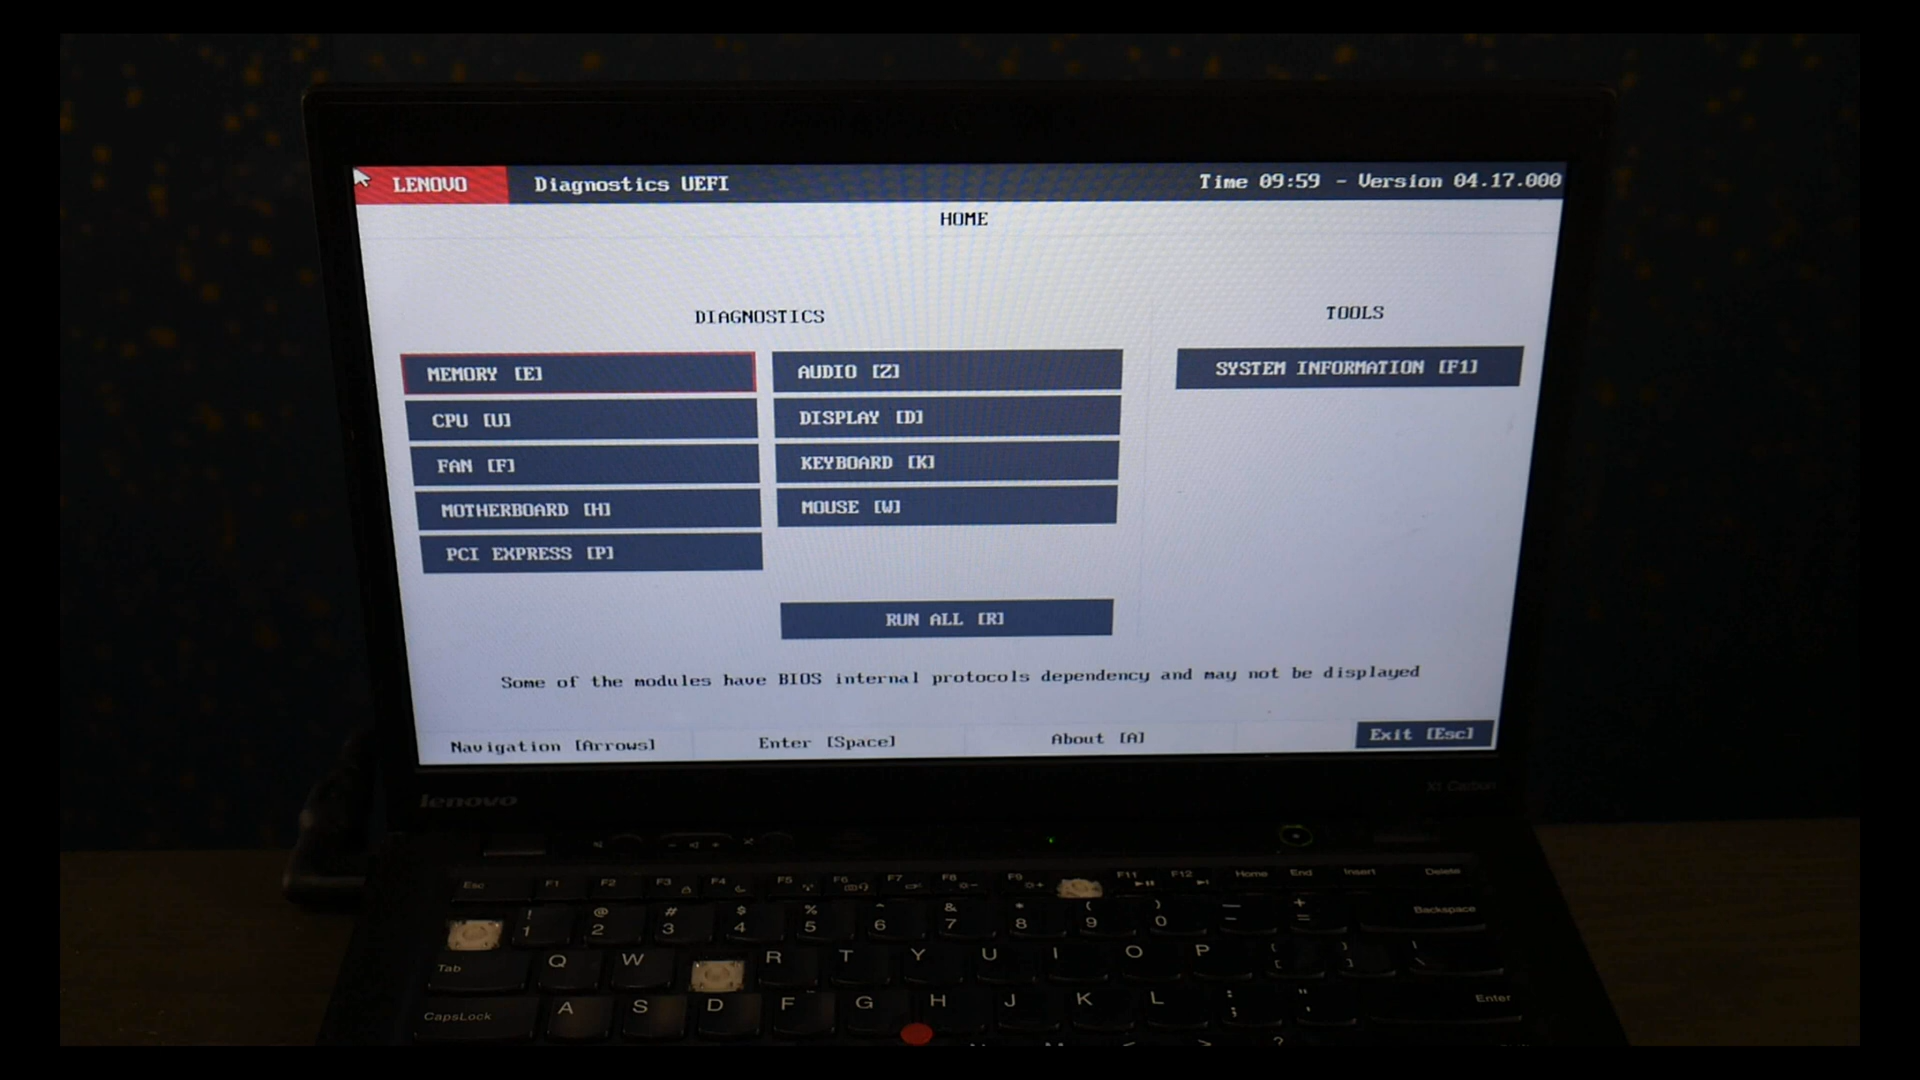 LENOVO Diagnostics UEFI Time 09:59 - Version 04.17.000
HOME
DIAGNOSTICS TOOLS
MEMORY [E] AUDIO [Z] SYSTEM INFORMATION [F1]
CPU [U] DISPLAY [D]
FAN [F] KEYBOARD [K]
MOTHERBOARD [H] MOUSE [W]
PCI EXPRESS [P]
RUN ALL [R]
Some of the modules have BIOS internal protocols dependency and may not be displayed
Navigation [Arrows] Enter [Space] About [A] Exit [Esc]
lenovo X1 Carbon
Esc F1 F2 F3 F4 F5 F6 F7 F8 F9 F11 F12 Home End Insert Delete
! @ # $ % ^ & * ( ) — +
1 2 3 4 5 6 7 8 9 0 - = Backspace
Tab Q W R T Y U I O P { } |
[ ] \
CapsLock A S D F G H J K L : " Enter
; '
< > ?